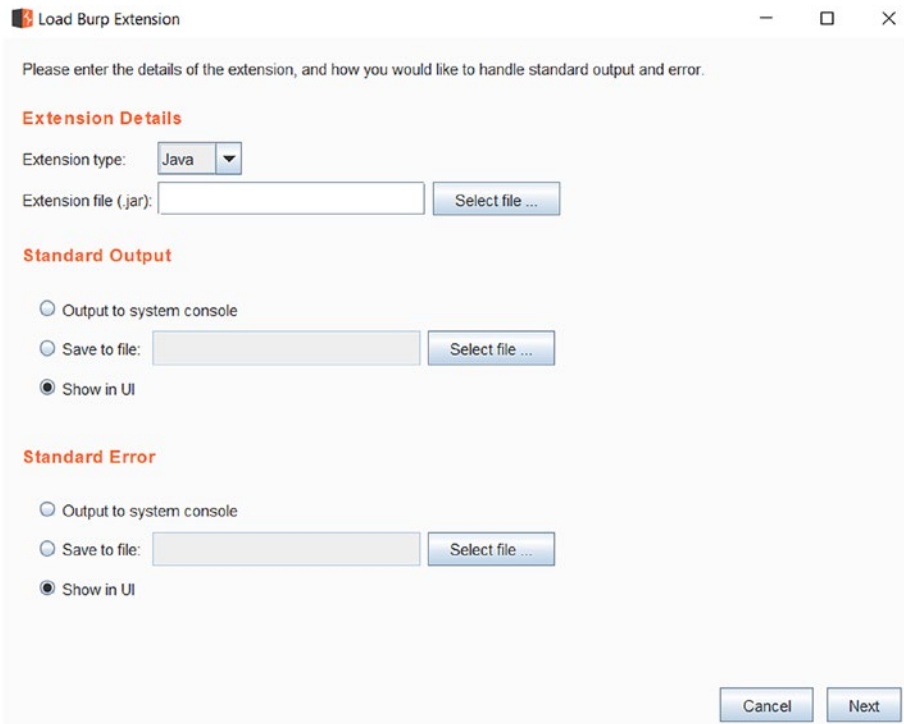 Load Burp Extension
Please enter the details of the extension, and how you would like to handle standard output and error.
Extension Details
Extension type: Java
Extension file (.jar): Select file ...
Standard Output
Output to system console
Save to file: Select file ...
Show in UI
Standard Error
Output to system console
Save to file: Select file ...
Show in UI
Cancel Next